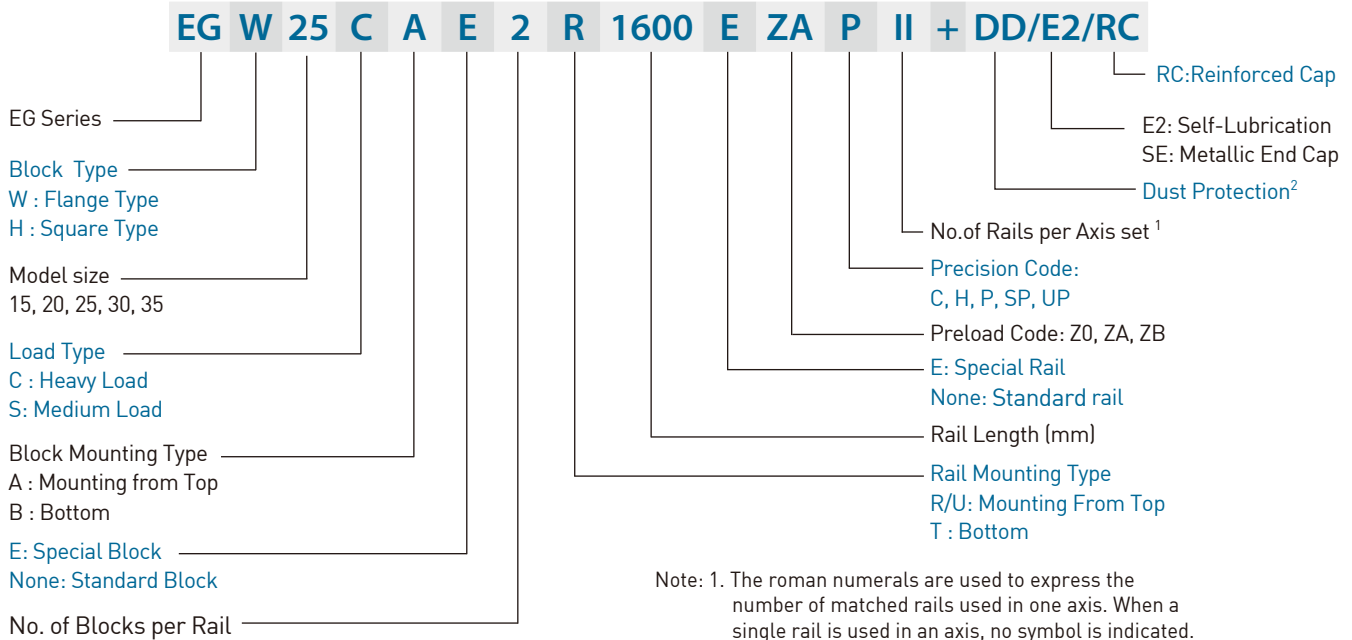 EG W 25 C A E 2 R 1600 E ZA P II + DD/E2/RC
EG Series
Block Type
W : Flange Type
H : Square Type
Model size
15, 20, 25, 30, 35
Load Type
C : Heavy Load
S: Medium Load
Block Mounting Type
A : Mounting from Top
B : Bottom
E: Special Block
None: Standard Block
No. of Blocks per Rail
RC:Reinforced Cap
E2: Self-Lubrication
SE: Metallic End Cap
Dust Protection2
No.of Rails per Axis set 1
Precision Code:
C, H, P, SP, UP
Preload Code: Z0, ZA, ZB
E: Special Rail
None: Standard rail
Rail Length (mm)
Rail Mounting Type
R/U: Mounting From Top
T : Bottom
Note: 1. The roman numerals are used to express the
number of matched rails used in one axis. When a
single rail is used in an axis, no symbol is indicated.